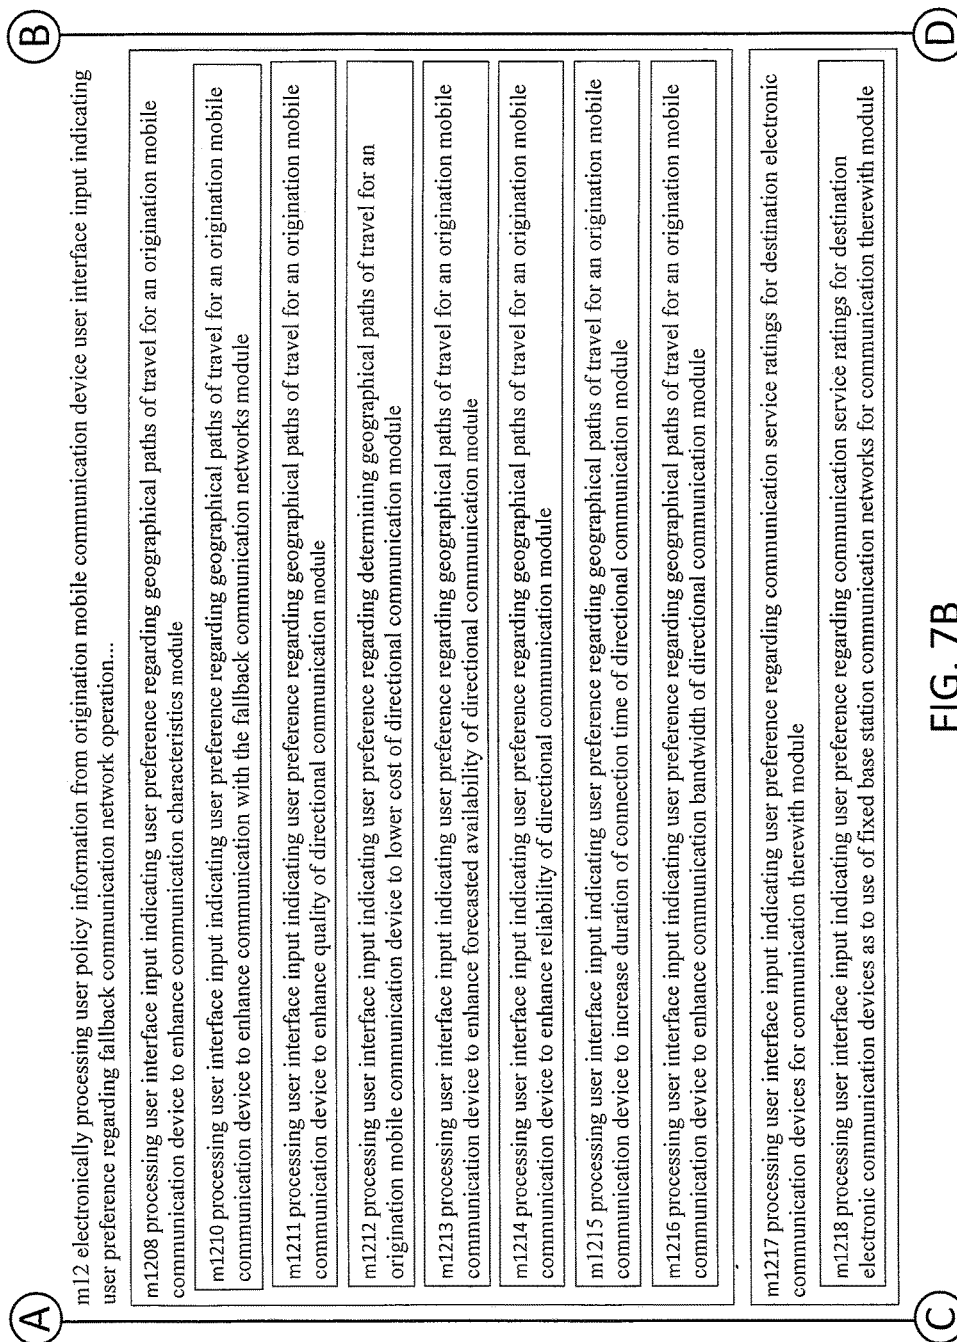 A
B
m12 electronically processing user policy information from origination mobile communication device user interface input indicating
user preference regarding fallback communication network operation...
m1208 processing user interface input indicating user preference regarding geographical paths of travel for an origination mobile
communication device to enhance communication characteristics module
m1210 processing user interface input indicating user preference regarding geographical paths of travel for an origination mobile
communication device to enhance communication with the fallback communication networks module
m1211 processing user interface input indicating user preference regarding geographical paths of travel for an origination mobile
communication device to enhance quality of directional communication module
m1212 processing user interface input indicating user preference regarding determining geographical paths of travel for an
origination mobile communication device to lower cost of directional communication module
m1213 processing user interface input indicating user preference regarding geographical paths of travel for an origination mobile
communication device to enhance forecasted availability of directional communication module
m1214 processing user interface input indicating user preference regarding geographical paths of travel for an origination mobile
communication device to enhance reliability of directional communication module
m1215 processing user interface input indicating user preference regarding geographical paths of travel for an origination mobile
communication device to increase duration of connection time of directional communication module
m1216 processing user interface input indicating user preference regarding geographical paths of travel for an origination mobile
communication device to enhance communication bandwidth of directional communication module
m1217 processing user interface input indicating user preference regarding communication service ratings for destination electronic
communication devices for communication therewith module
m1218 processing user interface input indicating user preference regarding communication service ratings for destination
electronic communication devices as to use of fixed base station communication networks for communication therewith module
C
D
FIG. 7B